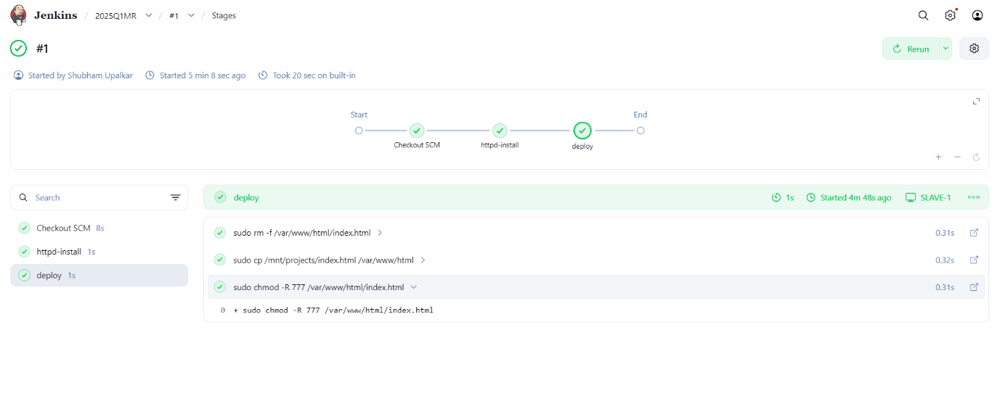 Jenkins / 2025Q1MR / #1 / Stages
#1
Rerun
Started by Shubham Upalkar Started 5 min 8 sec ago Took 20 sec on built-in
Start End
Checkout SCM httpd-install deploy
Search
deploy 1s Started 4m 48s ago SLAVE-1
Checkout SCM 8s
httpd-install 1s
deploy 1s
sudo rm -f /var/www/html/index.html 0.31s
sudo cp /mnt/projects/index.html /var/www/html 0.32s
sudo chmod -R 777 /var/www/html/index.html 0.31s
0 + sudo chmod -R 777 /var/www/html/index.html